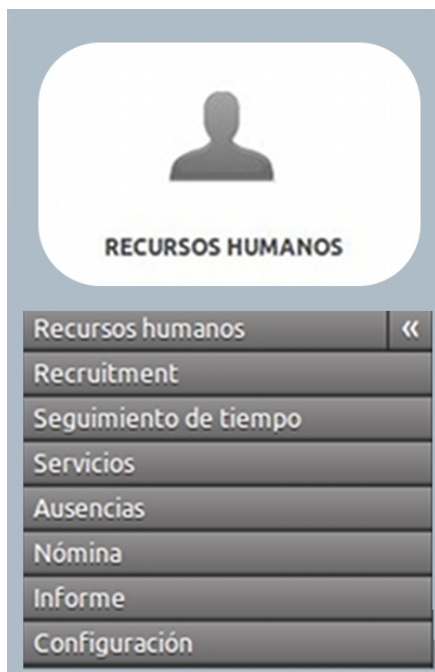 RECURSOS HUMANOS
Recursos humanos «
Recruitment
Seguimiento de tiempo
Servicios
Ausencias
Nómina
Informe
Configuración